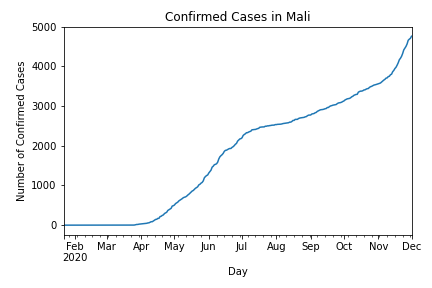 Confirmed Cases in Mali
5000
4000
3000
2000
1000
0
Number of Confirmed Cases
Feb Mar Apr May Jun Jul Aug Sep Oct Nov Dec
2020
Day